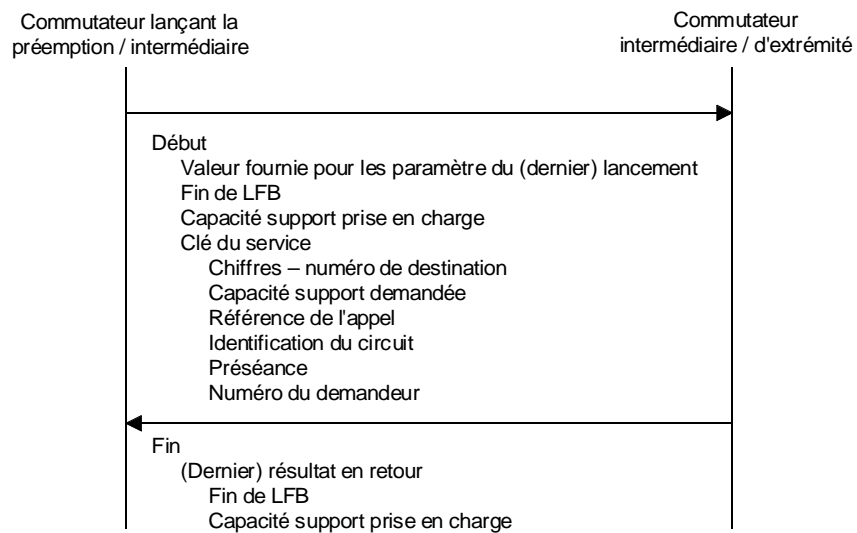 Commutateur lançant la
préemption / intermédiaire
Commutateur
intermédiaire / d'extrémité
Début
Valeur fournie pour les paramètre du (dernier) lancement
Fin de LFB
Capacité support prise en charge
Clé du service
Chiffres – numéro de destination
Capacité support demandée
Référence de l'appel
Identification du circuit
Préséance
Numéro du demandeur
Fin
(Dernier) résultat en retour
Fin de LFB
Capacité support prise en charge